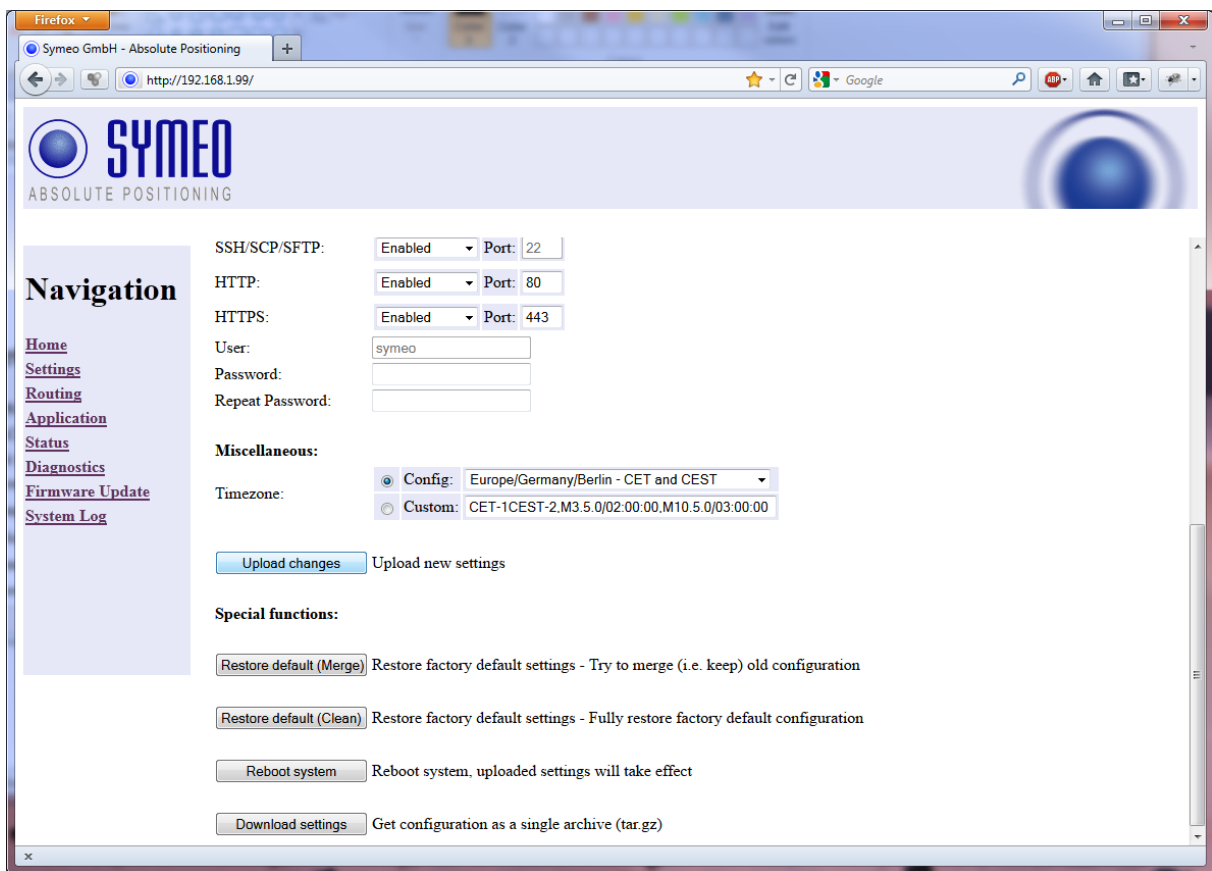 Firefox
Symeo GmbH - Absolute Positioning +
http://192.168.1.99/ Google ABP
SYMEO
ABSOLUTE POSITIONING
Navigation
Home
Settings
Routing
Application
Status
Diagnostics
Firmware Update
System Log
SSH/SCP/SFTP: Enabled Port: 22
HTTP: Enabled Port: 80
HTTPS: Enabled Port: 443
User: symeo
Password:
Repeat Password:
Miscellaneous:
Timezone:
Config: Europe/Germany/Berlin - CET and CEST
Custom: CET-1CEST-2,M3.5.0/02:00:00,M10.5.0/03:00:00
Upload changes Upload new settings
Special functions:
Restore default (Merge) Restore factory default settings - Try to merge (i.e. keep) old configuration
Restore default (Clean) Restore factory default settings - Fully restore factory default configuration
Reboot system Reboot system, uploaded settings will take effect
Download settings Get configuration as a single archive (tar.gz)